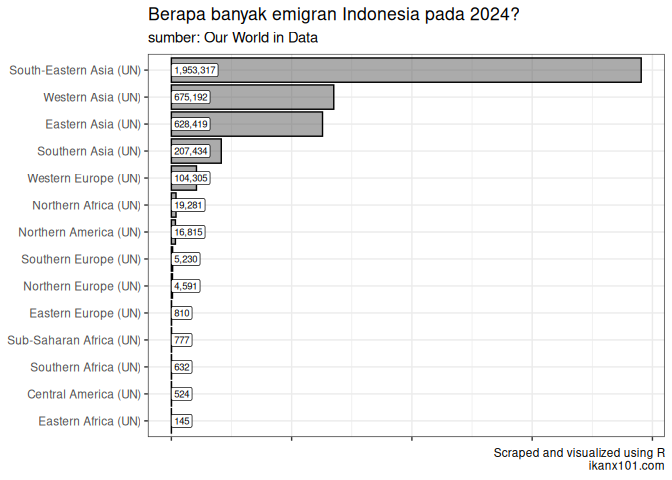 Berapa banyak emigran Indonesia pada 2024?
sumber: Our World in Data
South-Eastern Asia (UN) 1,953,317
Western Asia (UN) 675,192
Eastern Asia (UN) 628,419
Southern Asia (UN) 207,434
Western Europe (UN) 104,305
Northern Africa (UN) 19,281
Northern America (UN) 16,815
Southern Europe (UN) 5,230
Northern Europe (UN) 4,591
Eastern Europe (UN) 810
Sub-Saharan Africa (UN) 777
Southern Africa (UN) 632
Central America (UN) 524
Eastern Africa (UN) 145
Scraped and visualized using R
ikanx101.com